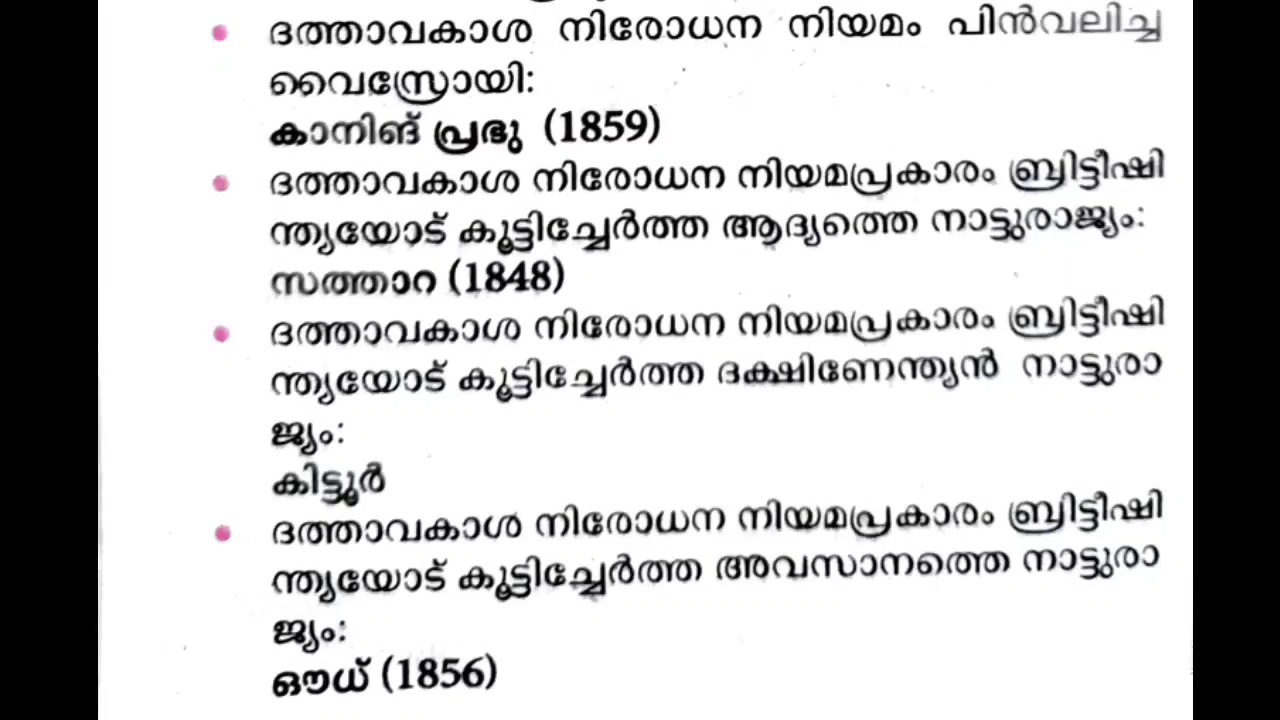 ദത്താവകാശ നിരോധന നിയമം പിൻവലിച്ച
വൈസ്രോയി:
കാനിങ് പ്രഭു (1859)
ദത്താവകാശ നിരോധന നിയമപ്രകാരം ബ്രിട്ടീഷി
ന്ത്യയോട് കൂട്ടിച്ചേർത്ത ആദ്യത്തെ നാട്ടുരാജ്യം:
സത്താറ (1848)
ദത്താവകാശ നിരോധന നിയമപ്രകാരം ബ്രിട്ടീഷി
ന്ത്യയോട് കൂട്ടിച്ചേർത്ത ദക്ഷിണേന്ത്യൻ നാട്ടുരാ
ജ്യം:
കിട്ടൂർ
ദത്താവകാശ നിരോധന നിയമപ്രകാരം ബ്രിട്ടീഷി
ന്ത്യയോട് കൂട്ടിച്ചേർത്ത അവസാനത്തെ നാട്ടുരാ
ജ്യം:
ഔധ് (1856)